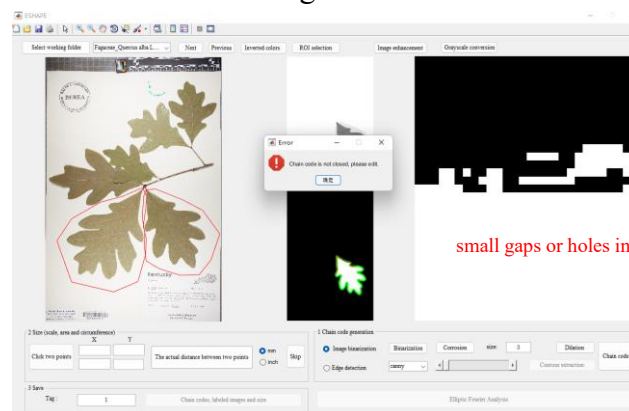 ESHAPE
Select working folder
Fagaceae_Quercus alba L...
Next
Previous
Inversed colors
ROI selection
Image enhancement
Grayscale conversion
KOREA
Error
Chain code is not closed, please edit.
確定
small gaps or holes in
Kentucky
2 Size (scale, area and circumference)
X
Y
Click two points
The actual distance between two points
mm
inch
Skip
1 Chain code generation
Image binarization
Binarization
Corrosion
size
3
Dilation
Edge detection
canny
Contour extraction
Chain code
3 Save
Tag :
1
Chain codes, labeled images and size
Elliptic Fourier Analysis